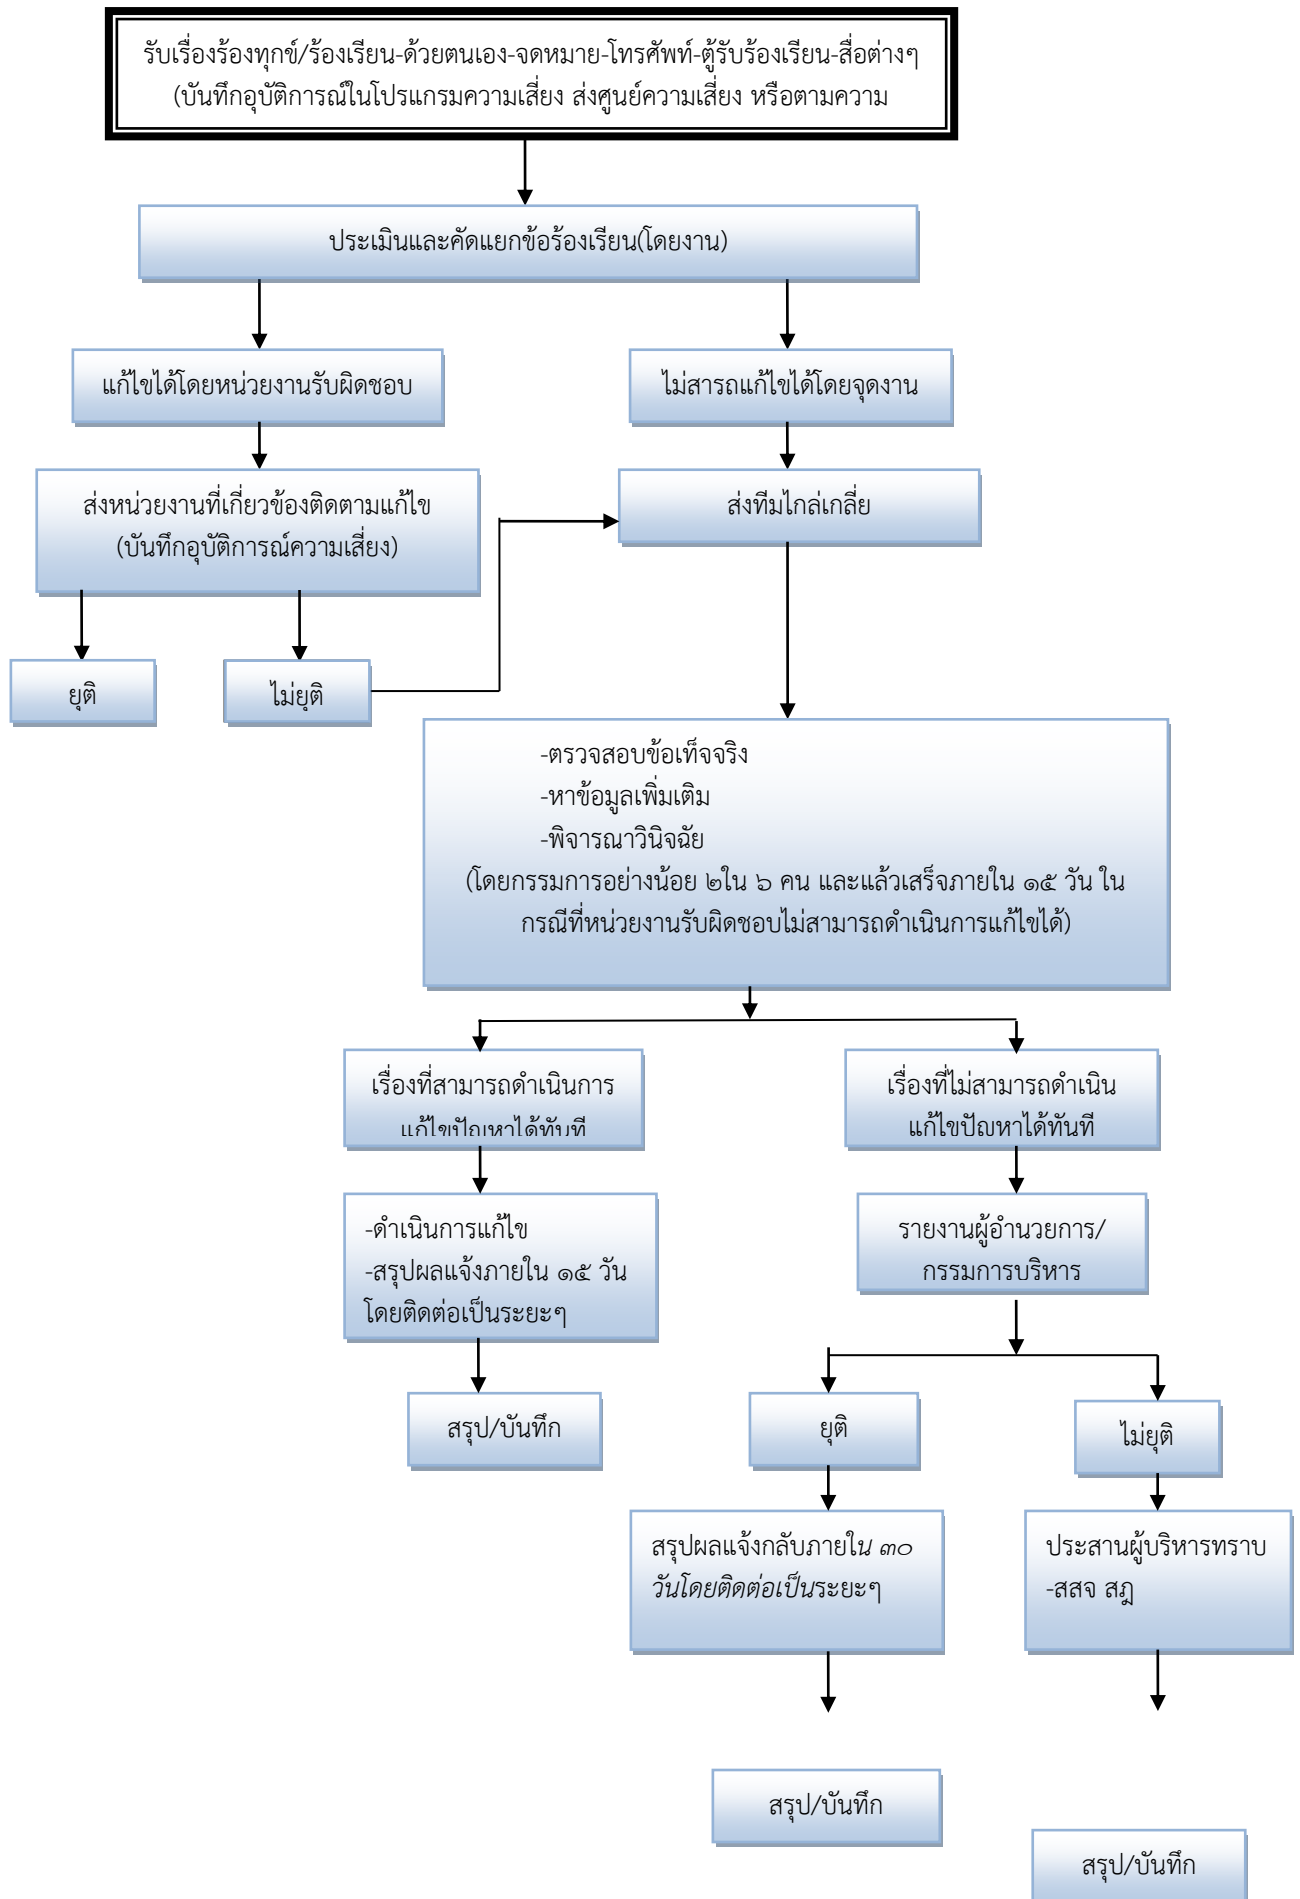 รับเรื่องร้องทุกข์/ร้องเรียน-ด้วยตนเอง-จดหมาย-โทรศัพท์-ตู้รับร้องเรียน-สื่อต่างๆ
(บันทึกอุบัติการณ์ในโปรแกรมความเสี่ยง ส่งศูนย์ความเสี่ยง หรือตามความ
ประเมินและคัดแยกข้อร้องเรียน(โดยงาน)
แก้ไขได้โดยหน่วยงานรับผิดชอบ
ไม่สารถแก้ไขได้โดยจุดงาน
ส่งหน่วยงานที่เกี่ยวข้องติดตามแก้ไข
(บันทึกอุบัติการณ์ความเสี่ยง)
ส่งทีมไกล่เกลี่ย
ยุติ
ไม่ยุติ
-ตรวจสอบข้อเท็จจริง
-หาข้อมูลเพิ่มเติม
-พิจารณาวินิจฉัย
(โดยกรรมการอย่างน้อย ๒ใน ๖ คน และแล้วเสร็จภายใน ๑๕ วัน ใน
กรณีที่หน่วยงานรับผิดชอบไม่สามารถดำเนินการแก้ไขได้)
เรื่องที่สามารถดำเนินการ
แก้ไขปัญหาได้ทันที
เรื่องที่ไม่สามารถดำเนิน
แก้ไขปัญหาได้ทันที
-ดำเนินการแก้ไข
-สรุปผลแจ้งภายใน ๑๕ วัน
โดยติดต่อเป็นระยะๆ
รายงานผู้อำนวยการ/
กรรมการบริหาร
สรุป/บันทึก
ยุติ
ไม่ยุติ
สรุปผลแจ้งกลับภายใน ๓๐
วันโดยติดต่อเป็นระยะๆ
ประสานผู้บริหารทราบ
-สสจ สฎ
สรุป/บันทึก
สรุป/บันทึก